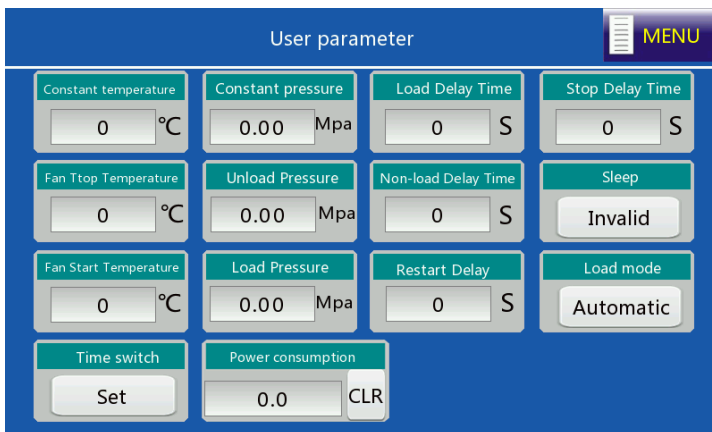 User parameter
MENU
Constant temperature
0 ℃
Constant pressure
0.00 Mpa
Load Delay Time
0 S
Stop Delay Time
0 S
Fan Ttop Temperature
0 ℃
Unload Pressure
0.00 Mpa
Non-load Delay Time
0 S
Sleep
Invalid
Fan Start Temperature
0 ℃
Load Pressure
0.00 Mpa
Restart Delay
0 S
Load mode
Automatic
Time switch
Set
Power consumption
0.0 CLR